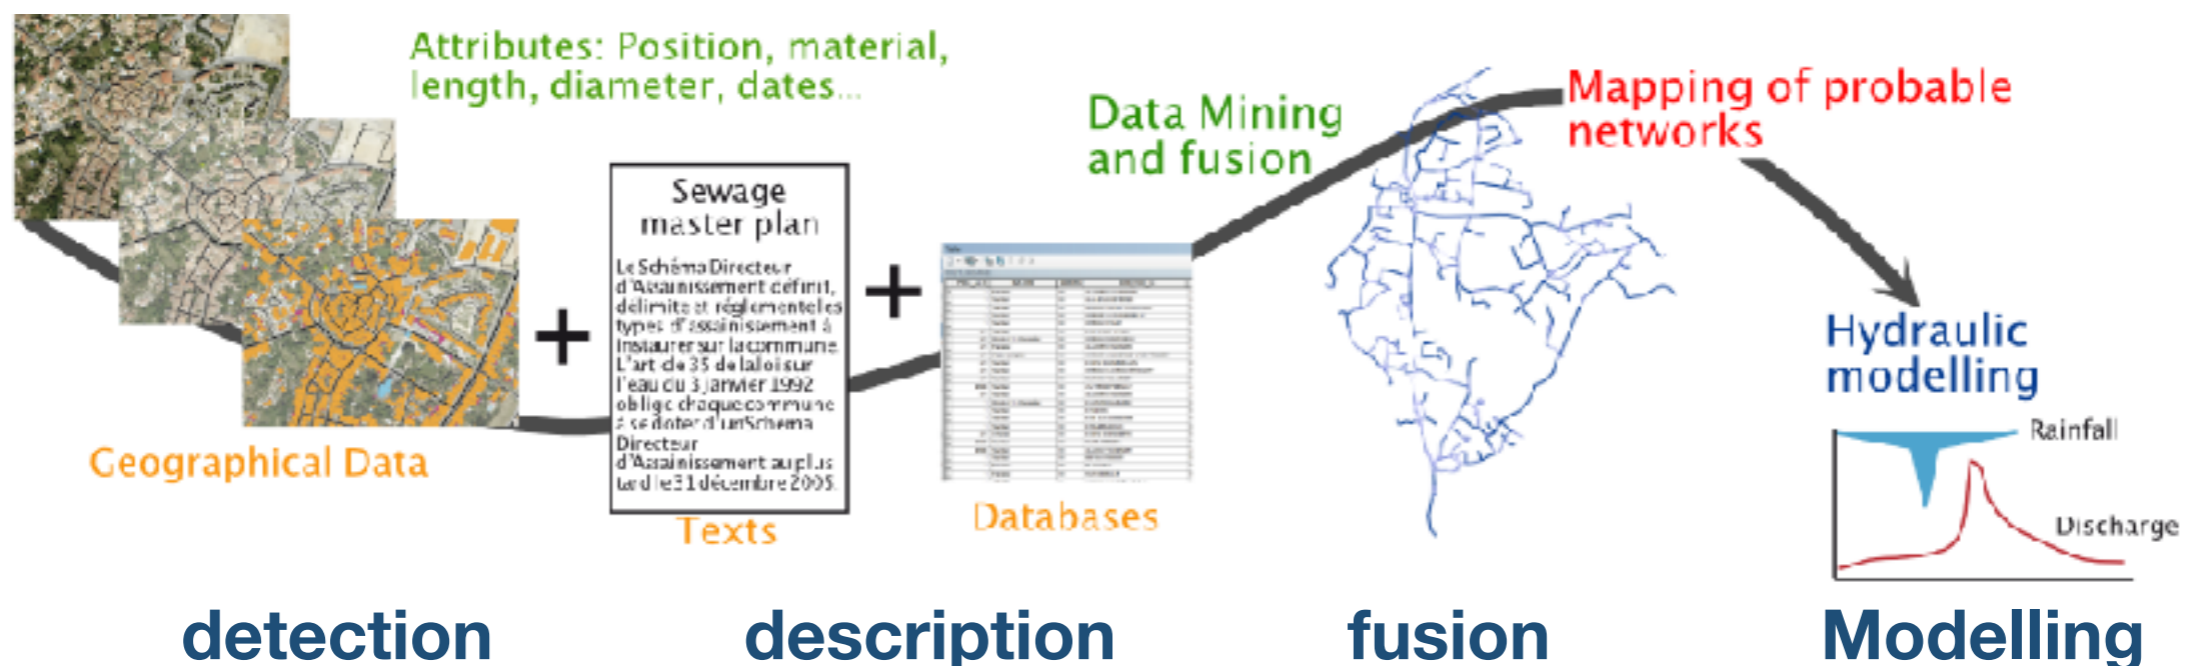 Attributes: Position, material,
length, diameter, dates...
Data Mining
and fusion
Mapping of probable
networks
Sewage
master plan
Le Schéma Directeur
d'Assainissement définit,
délimite et réglemente les
types d'assainissement à
instaurer sur la commune.
L'article 35 de la loi sur
l'eau du 3 janvier 1992
oblige chaque commune
à se doter d'un Schema
Directeur
d'Assainissement au plus
tard le 31 décembre 2005.
Geographical Data
Texts
Databases
Hydraulic
modelling
Rainfall
Discharge
detection
description
fusion
Modelling